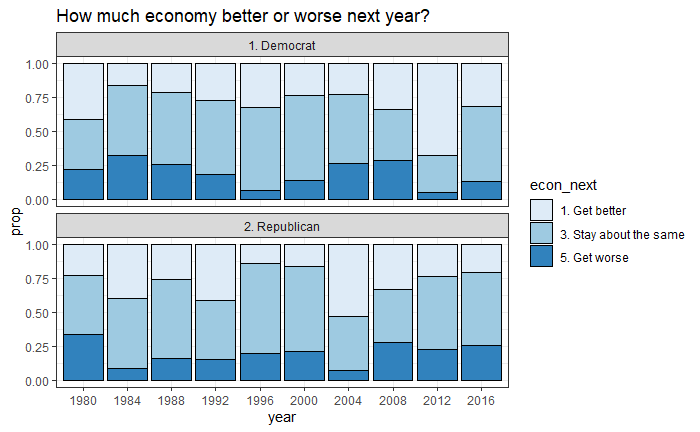 How much economy better or worse next year?
1. Democrat
1.00
0.75
0.50
0.25
0.00
2. Republican
1.00
0.75
0.50
0.25
0.00
prop
1980 1984 1988 1992 1996 2000 2004 2008 2012 2016
year
econ_next
1. Get better
3. Stay about the same
5. Get worse